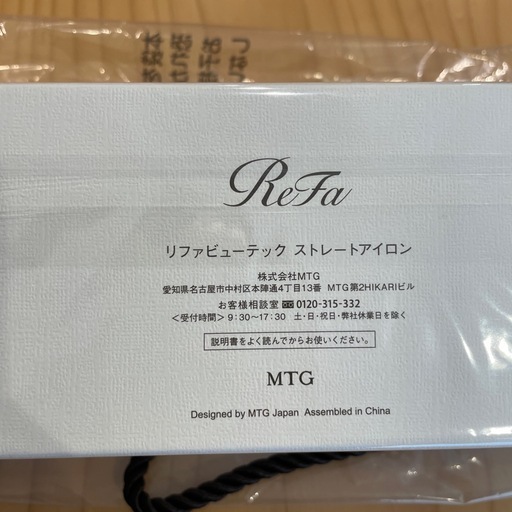 ReFa
リファビューテック ストレートアイロン
株式会社MTG
愛知県名古屋市中村区本陣通4丁目13番 MTG第2HIKARIビル
お客様相談室 0120-315-332
<受付時間> 9:30~17:30 土・日・祝日・弊社休業日を除く
説明書をよく読んでからお使いください。
MTG
Designed by MTG Japan Assembled in China